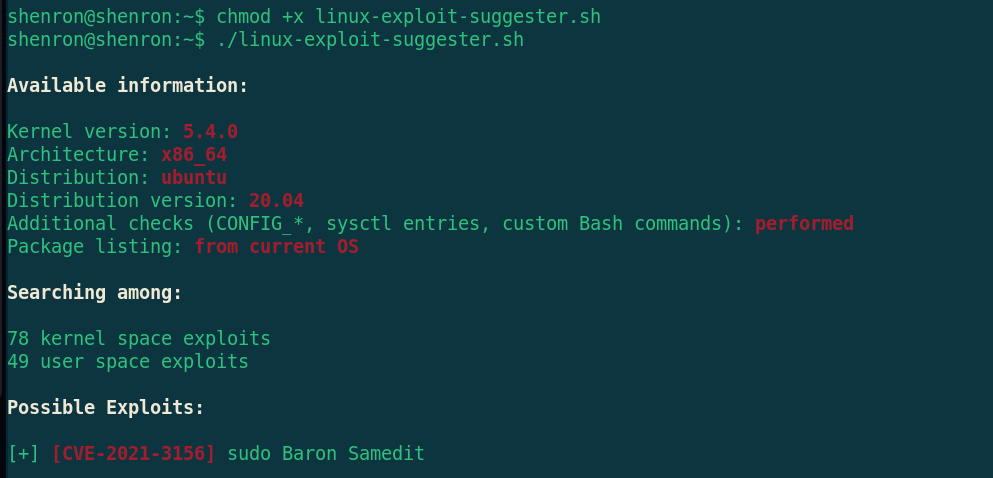 shenron@shenron:~$ chmod +x linux-exploit-suggester.sh
shenron@shenron:~$ ./linux-exploit-suggester.sh
Available information:
Kernel version: 5.4.0
Architecture: x86_64
Distribution: ubuntu
Distribution version: 20.04
Additional checks (CONFIG_*, sysctl entries, custom Bash commands): performed
Package listing: from current OS
Searching among:
78 kernel space exploits
49 user space exploits
Possible Exploits:
[+] [CVE-2021-3156] sudo Baron Samedit